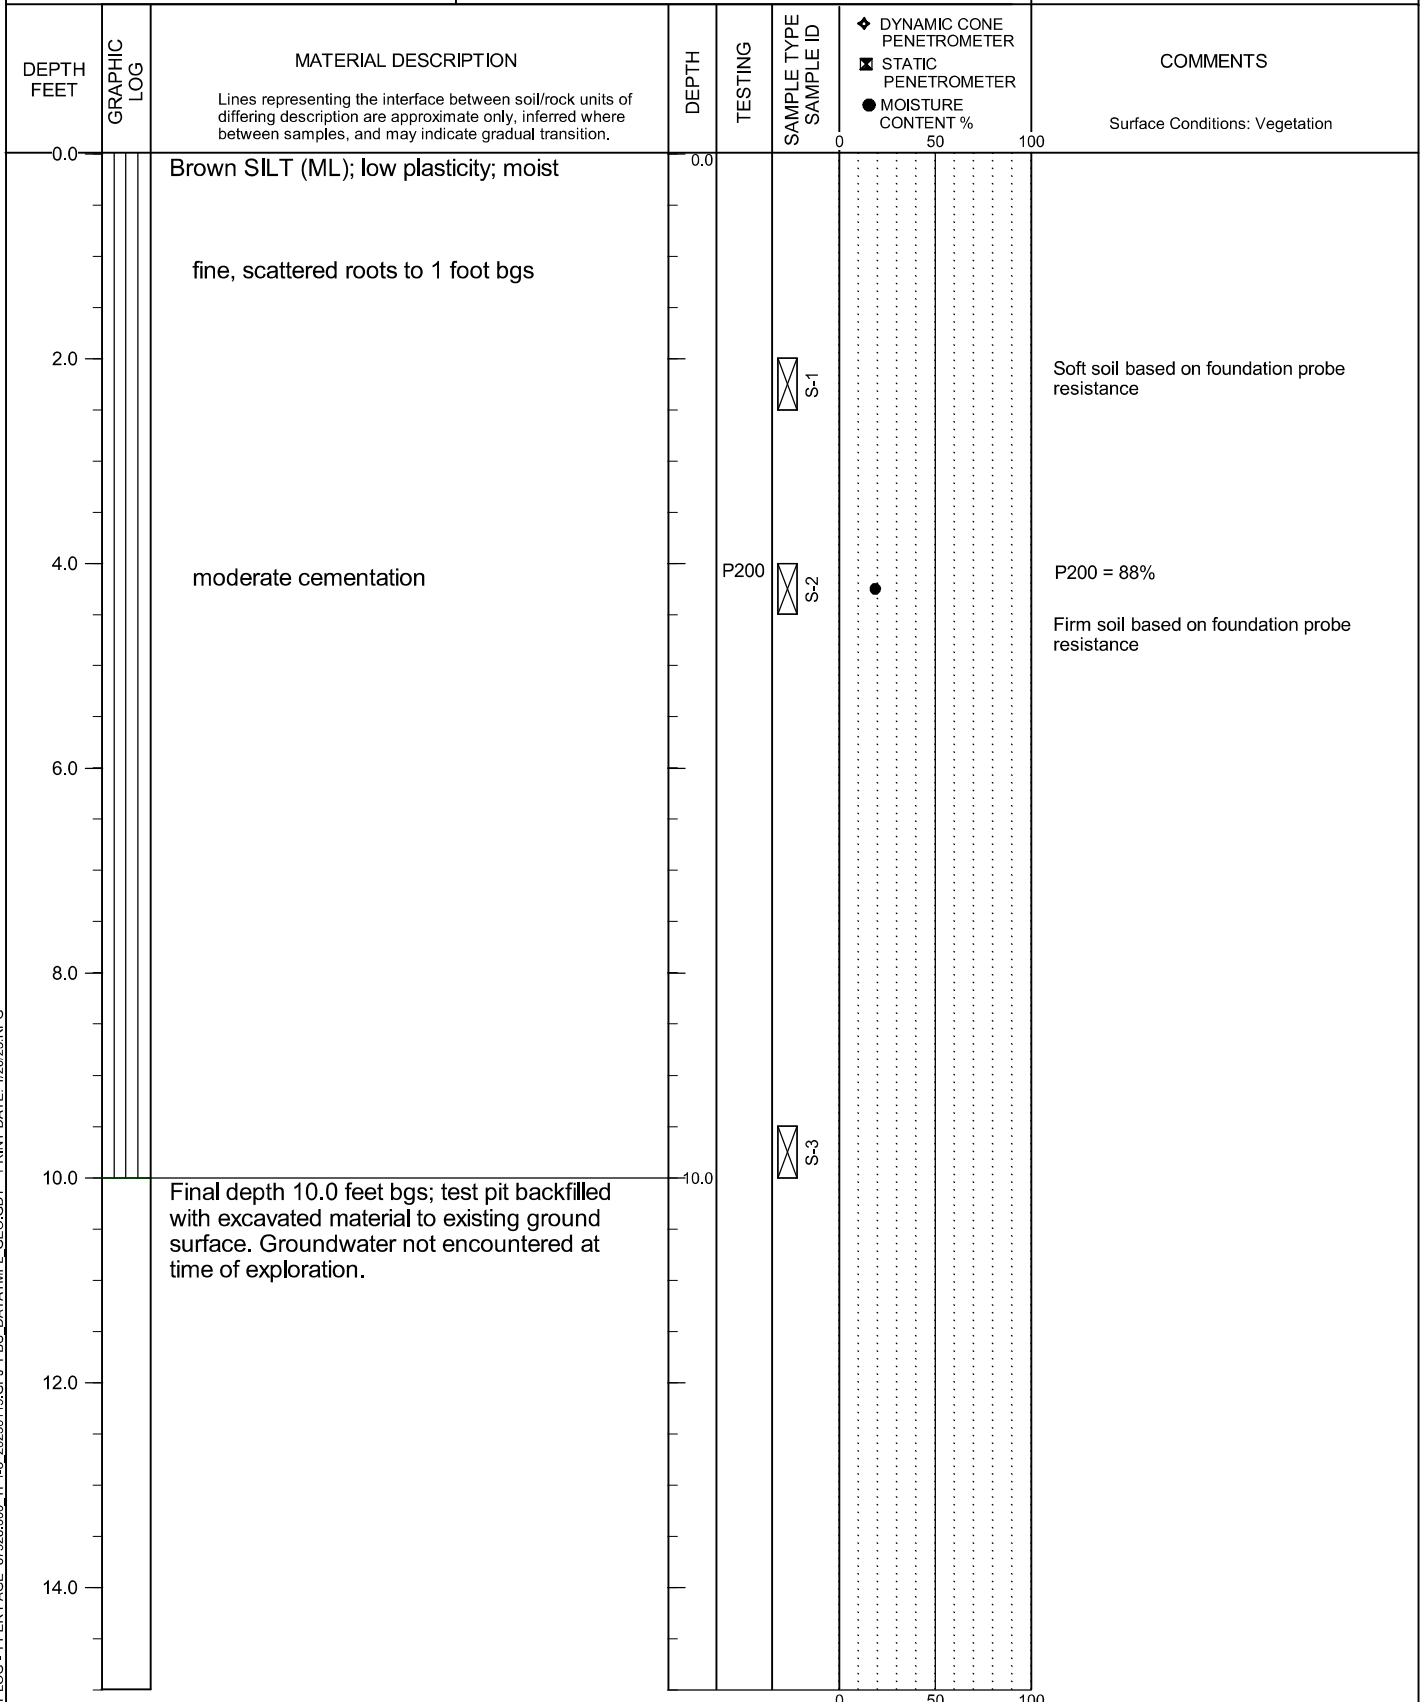 DEPTH
FEET
GRAPHIC
LOG
MATERIAL DESCRIPTION
Lines representing the interface between soil/rock units of
differing description are approximate only, inferred where
between samples, and may indicate gradual transition.
DEPTH
TESTING
SAMPLE TYPE
SAMPLE ID
DYNAMIC CONE
PENETROMETER
STATIC
PENETROMETER
MOISTURE
CONTENT %
0 50 100
COMMENTS
Surface Conditions: Vegetation
0.0
Brown SILT (ML); low plasticity; moist
0.0
fine, scattered roots to 1 foot bgs
2.0
S-1
Soft soil based on foundation probe
resistance
4.0
moderate cementation
P200
S-2
P200 = 88%
Firm soil based on foundation probe
resistance
6.0
8.0
S-3
10.0
10.0
Final depth 10.0 feet bgs; test pit backfilled
with excavated material to existing ground
surface. Groundwater not encountered at
time of exploration.
12.0
14.0
0 50 100